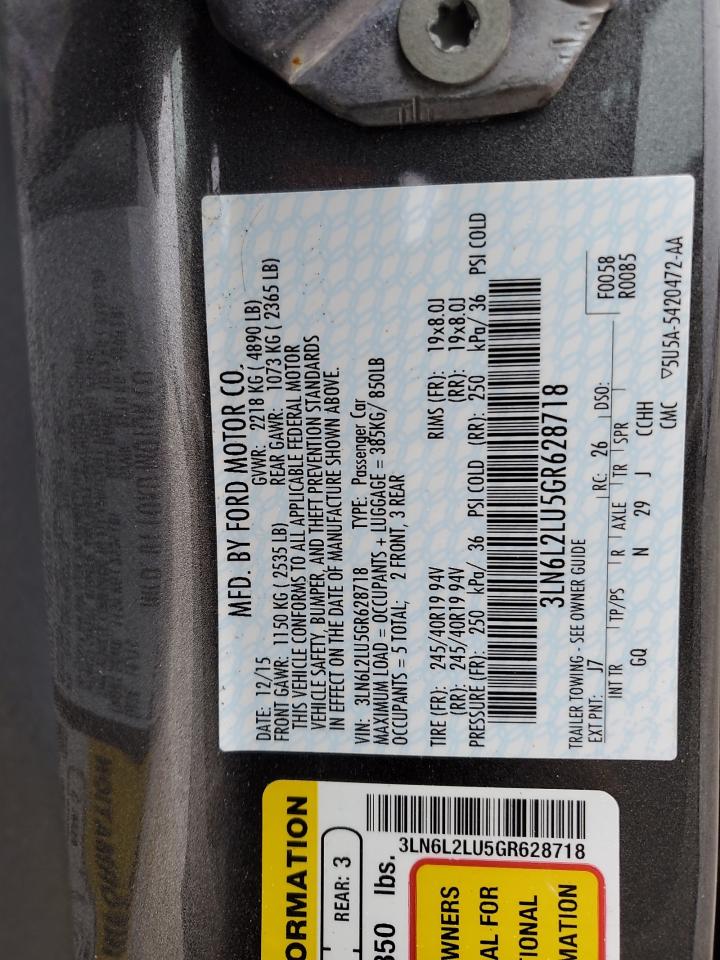 MFD. BY FORD MOTOR CO.
DATE: 12/15 GVWR: 2218 KG ( 4890 LB)
FRONT GAWR: 1150 KG ( 2535 LB) REAR GAWR: 1073 KG ( 2365 LB)
THIS VEHICLE CONFORMS TO ALL APPLICABLE FEDERAL MOTOR
VEHICLE SAFETY, BUMPER, AND THEFT PREVENTION STANDARDS
IN EFFECT ON THE DATE OF MANUFACTURE SHOWN ABOVE.
VIN: 3LN6L2LU5GR628718 TYPE: Passenger Car
MAXIMUM LOAD = OCCUPANTS + LUGGAGE = 385KG/ 850LB
OCCUPANTS = 5 TOTAL; 2 FRONT, 3 REAR
TIRE (FR): 245/40R19 94V RIMS (FR): 19x8.0J
(RR): 245/40R19 94V (RR): 19x8.0J
PRESSURE (FR): 250 kPa/ 36 PSI COLD (RR): 250 kPa/ 36 PSI COLD
3LN6L2LU5GR628718
TRAILER TOWING - SEE OWNER GUIDE F0058
EXT PNT: J7 RC: 26 DSO: R0085
INT TR TP/PS R AXLE TR SPR
GQ N 29 J CCHH
CMC ▽5U5A-5420472-AA
ORMATION
REAR: 3
850 lbs.
3LN6L2LU5GR628718
WNERS
AL FOR
TIONAL
MATION